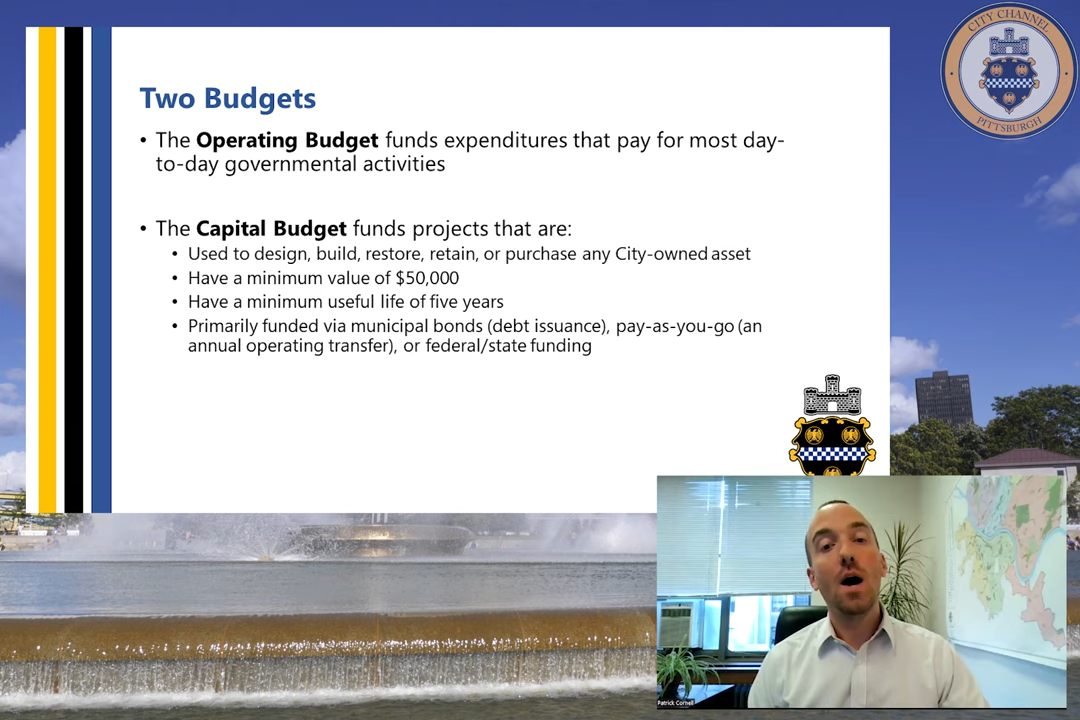 CITY CHANNEL
PITTSBURGH
Two Budgets
• The Operating Budget funds expenditures that pay for most day-
to-day governmental activities
• The Capital Budget funds projects that are:
• Used to design, build, restore, retain, or purchase any City-owned asset
• Have a minimum value of $50,000
• Have a minimum useful life of five years
• Primarily funded via municipal bonds (debt issuance), pay-as-you-go (an
annual operating transfer), or federal/state funding
Patrick Cornell